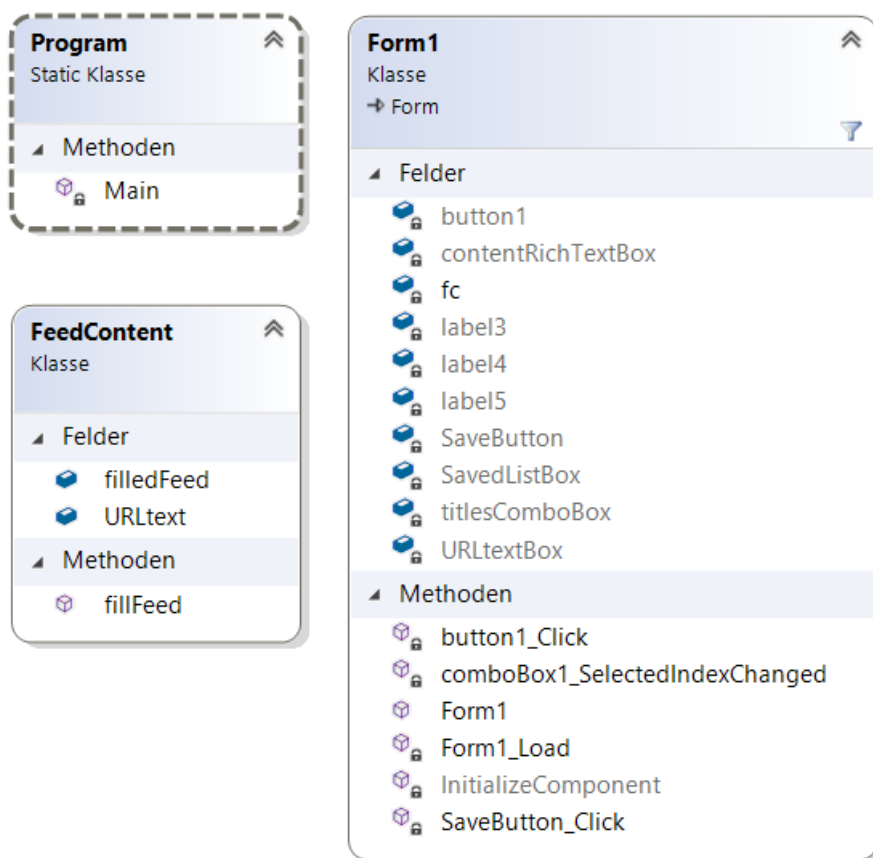 Program
Static Klasse
Methoden
Main
FeedContent
Klasse
Felder
filledFeed
URLtext
Methoden
fillFeed
Form1
Klasse
Form
Felder
button1
contentRichTextBox
fc
label3
label4
label5
SaveButton
SavedListBox
titlesComboBox
URLtextBox
Methoden
button1_Click
comboBox1_SelectedIndexChanged
Form1
Form1_Load
InitializeComponent
SaveButton_Click